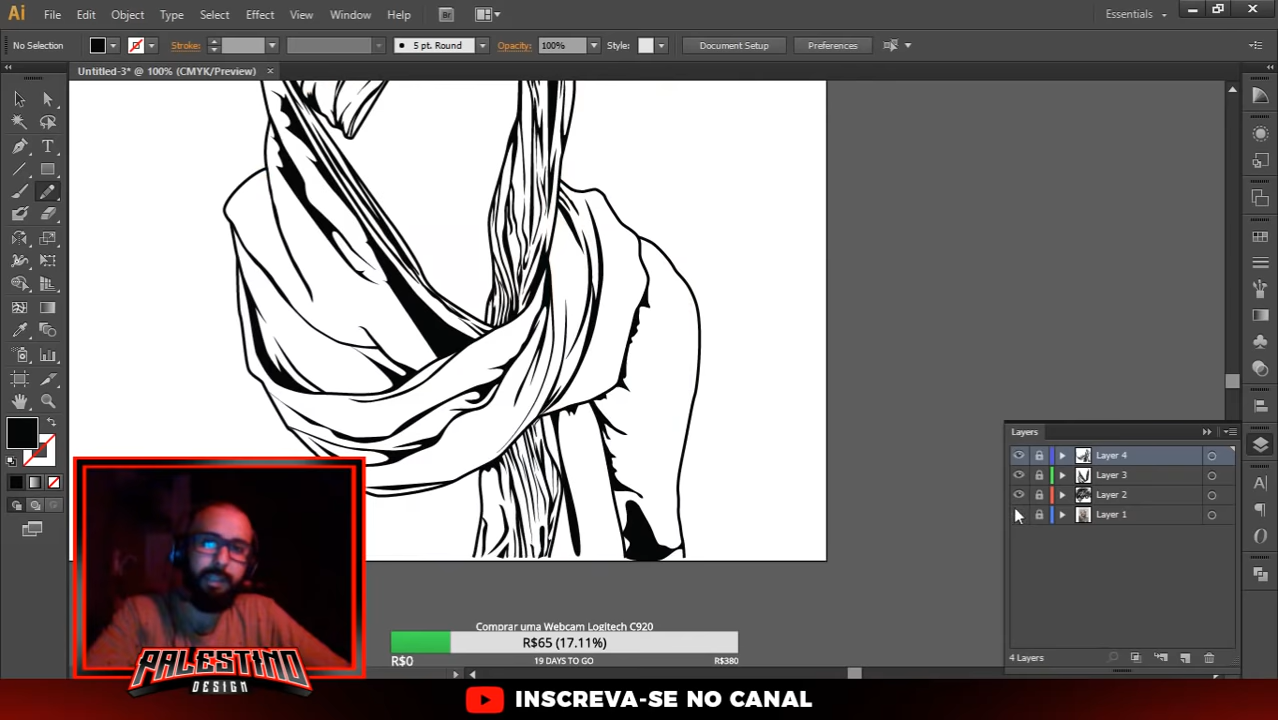 Ai File Edit Object Type Select Effect View Window Help Br Essentials
No Selection Stroke: 5 pt. Round Opacity: 100% Style: Document Setup Preferences
Untitled-3* @ 100% (CMYK/Preview)
Layers
Layer 4
Layer 3
Layer 2
Layer 1
4 Layers
Comprar uma Webcam Logitech C920
R$65 (17.11%)
R$0 19 DAYS TO GO R$380
PALESTINO
DESIGN
INSCREVA-SE NO CANAL